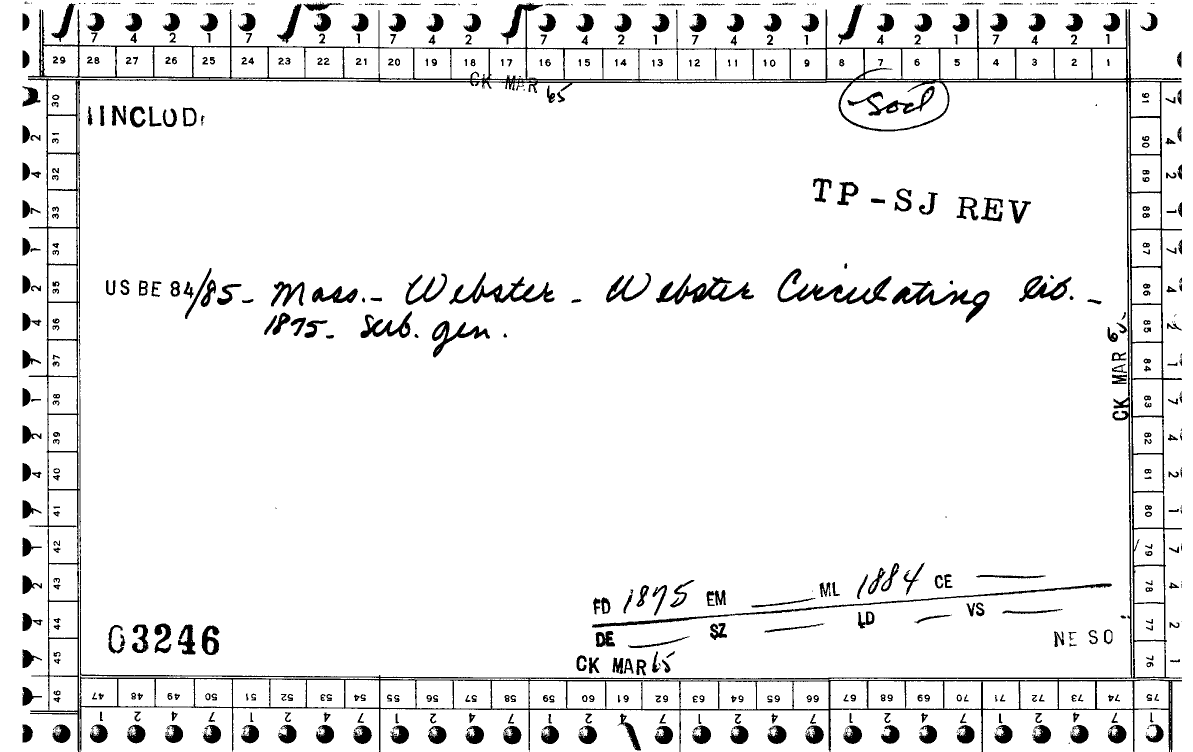 7 4 2 1 7 4 2 1 7 4 2 1 7 4 2 1 7 4 2 1 7 4 2 1 7 4 2 1
29 28 27 26 25 24 23 22 21 20 19 18 17 16 15 14 13 12 11 10 9 8 7 6 5 4 3 2 1
CK MAR 65
IINCLOD
Socl
TP-SJ REV
US BE 84/85- Mass. - Webster - Webster Circulating Lib. -
1875- Sub. gen.
CK MAR 65
FD 1875 EM — ML 1884 CE —
DE — SZ — LD — VS —
CK MAR 65
NE SO
03246
30 31 32 33 34 35 36 37 38 39 40 41 42 43 44 45 46
91 90 89 88 87 86 85 84 83 82 81 80 79 78 77 76 75
47 48 49 50 51 52 53 54 55 56 57 58 59 60 61 62 63 64 65 66 67 68 69 70 71 72 73 74
1 2 4 7 1 2 4 7 1 2 4 7 1 2 4 7 1 2 4 7 1 2 4 7 1 2 4 7